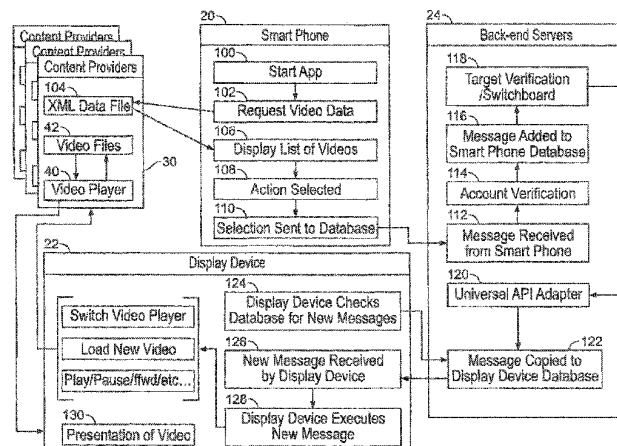 Content Providers
Content Providers
Content Providers
104
XML Data File
42
Video Files
40
Video Player
30
20
Smart Phone
100
Start App
102
Request Video Data
106
Display List of Videos
108
Action Selected
110
Selection Sent to Database
24
Back-end Servers
118
Target Verification
/Switchboard
116
Message Added to
Smart Phone Database
114
Account Verification
112
Message Received
from Smart Phone
120
Universal API Adapter
122
Message Copied to
Display Device Database
22
Display Device
Switch Video Player
Load New Video
Play/Pause/ffwd/etc...
130
Presentation of Video
124
Display Device Checks
Database for New Messages
126
New Message Received
by Display Device
128
Display Device Executes
New Message